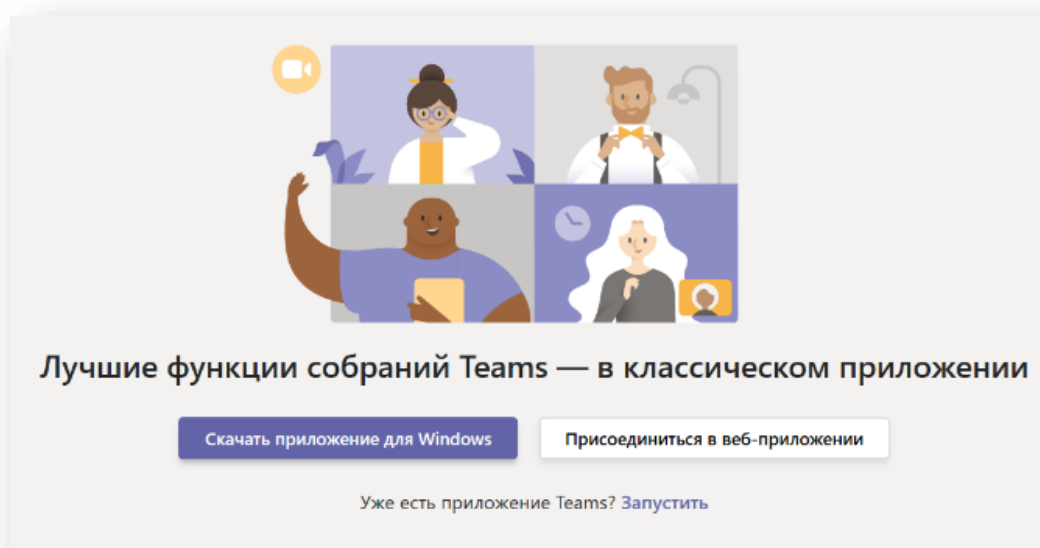 Лучшие функции собраний Teams — в классическом приложении
Скачать приложение для Windows
Присоединиться в веб-приложении
Уже есть приложение Teams? Запустить